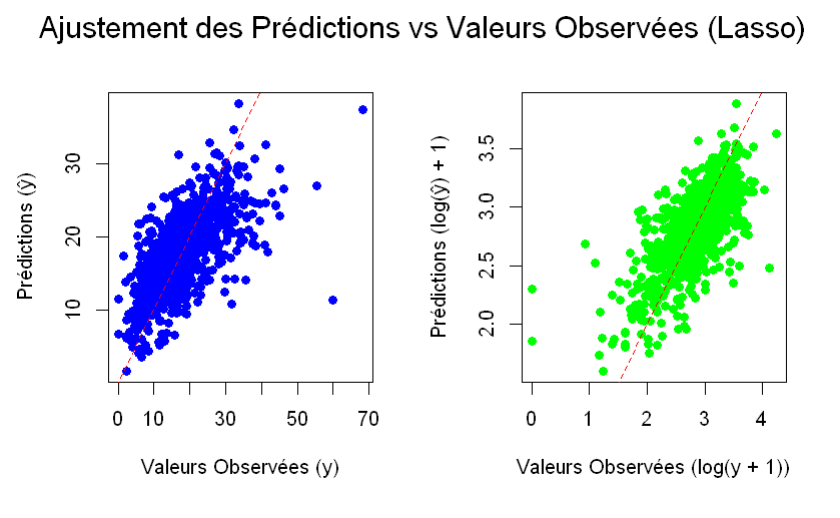 Ajustement des Prédictions vs Valeurs Observées (Lasso)
Prédictions (ŷ)
30
20
10
0 10 30 50 70
Valeurs Observées (y)
Prédictions (log(ŷ) + 1)
3.5
3.0
2.5
2.0
0 1 2 3 4
Valeurs Observées (log(y + 1))